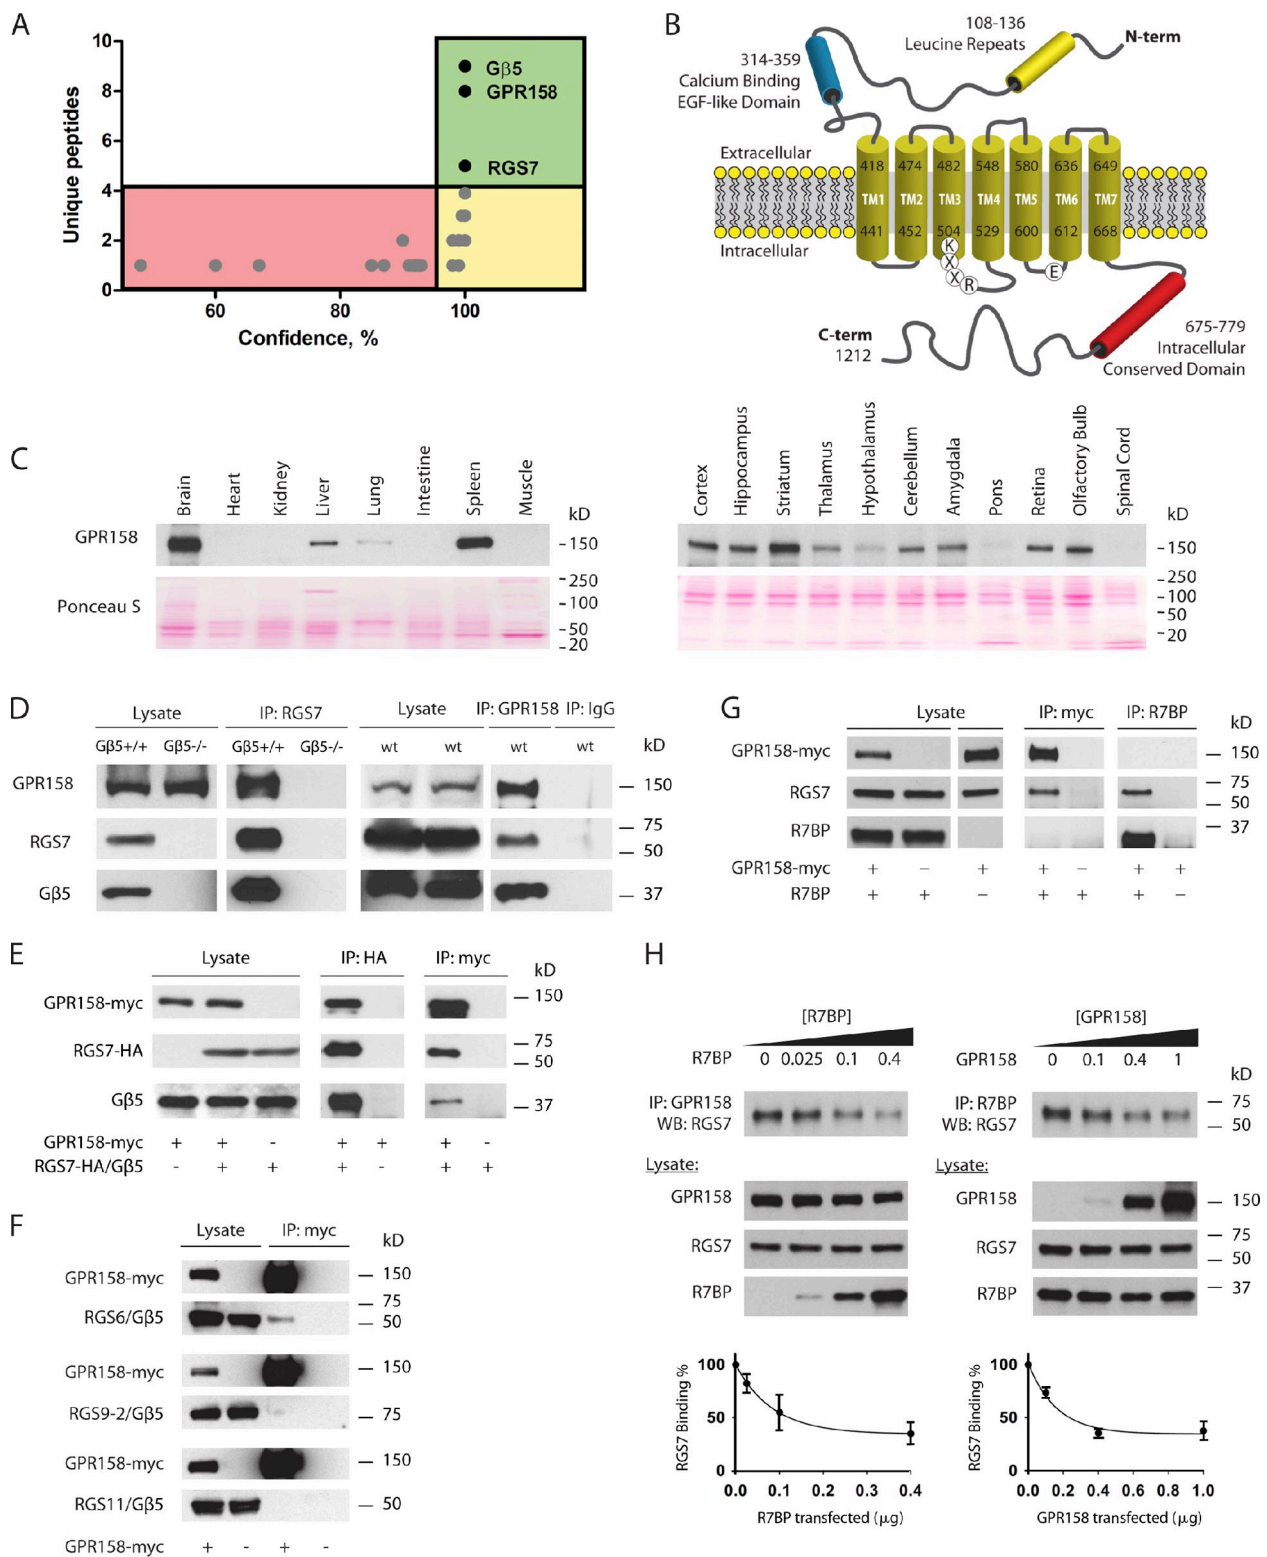 A
10
8
6
4
2
0
Unique peptides
Gβ5
GPR158
RGS7
60 80 100
Confidence, %
B
108-136
Leucine Repeats
N-term
314-359
Calcium Binding
EGF-like Domain
Extracellular
Intracellular
418 474 482 548 580 636 649
TM1 TM2 TM3 TM4 TM5 TM6 TM7
441 452 504 529 600 612 668
K
X
X
R
E
C-term
1212
675-779
Intracellular
Conserved Domain
C
Brain Heart Kidney Liver Lung Intestine Spleen Muscle
kD
GPR158
-150
Ponceau S
-250
-100
-50
-20
Cortex Hippocampus Striatum Thalamus Hypothalamus Cerebellum Amygdala Pons Retina Olfactory Bulb Spinal Cord
kD
-150
-250
-100
-50
-20
D
Lysate IP: RGS7 Lysate IP: GPR158 IP: IgG
Gβ5+/+ Gβ5-/- Gβ5+/+ Gβ5-/- wt wt wt wt kD
GPR158 — 150
RGS7 — 75
— 50
Gβ5 — 37
E
Lysate IP: HA IP: myc
kD
GPR158-myc — 150
RGS7-HA — 75
— 50
Gβ5 — 37
GPR158-myc + + - + + + -
RGS7-HA/Gβ5 - + + + - + +
F
Lysate IP: myc
kD
GPR158-myc — 150
RGS6/Gβ5 — 75
— 50
GPR158-myc — 150
RGS9-2/Gβ5 — 75
GPR158-myc — 150
RGS11/Gβ5 — 50
GPR158-myc + - + -
G
Lysate IP: myc IP: R7BP
kD
GPR158-myc — 150
RGS7 — 75
— 50
R7BP — 37
GPR158-myc + − + + − + +
R7BP + + − + + + −
H
[R7BP]
R7BP 0 0.025 0.1 0.4
IP: GPR158
WB: RGS7
Lysate:
GPR158
RGS7
R7BP
[GPR158]
GPR158 0 0.1 0.4 1
kD
IP: R7BP
WB: RGS7
— 75
— 50
Lysate:
GPR158 — 150
RGS7 — 75
— 50
R7BP — 37
RGS7 Binding %
100
50
0
0.0 0.1 0.2 0.3 0.4
R7BP transfected (μg)
RGS7 Binding %
100
50
0
0.0 0.2 0.4 0.6 0.8 1.0
GPR158 transfected (μg)